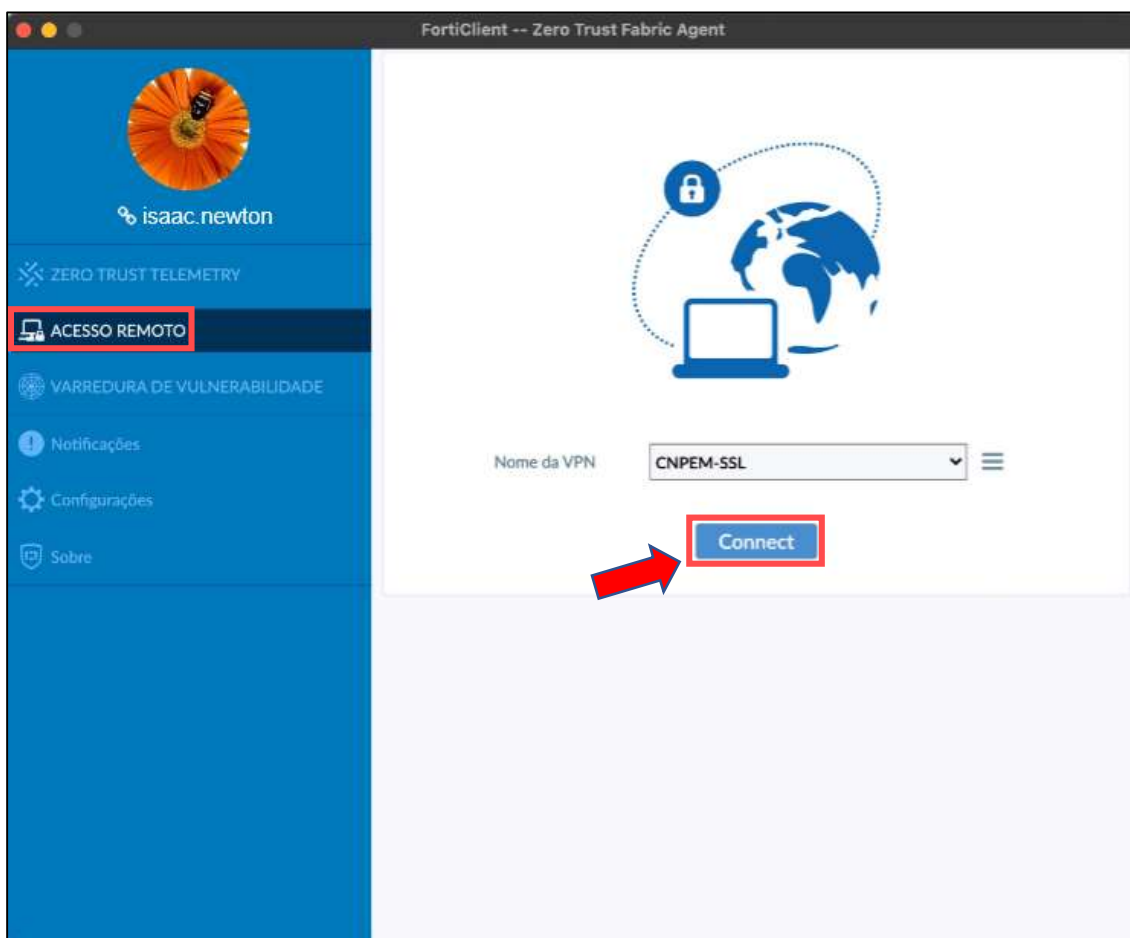 FortiClient -- Zero Trust Fabric Agent
isaac.newton
ZERO TRUST TELEMETRY
ACESSO REMOTO
VARREDURA DE VULNERABILIDADE
Notificações
Configurações
Sobre
Nome da VPN CNPEM-SSL
Connect